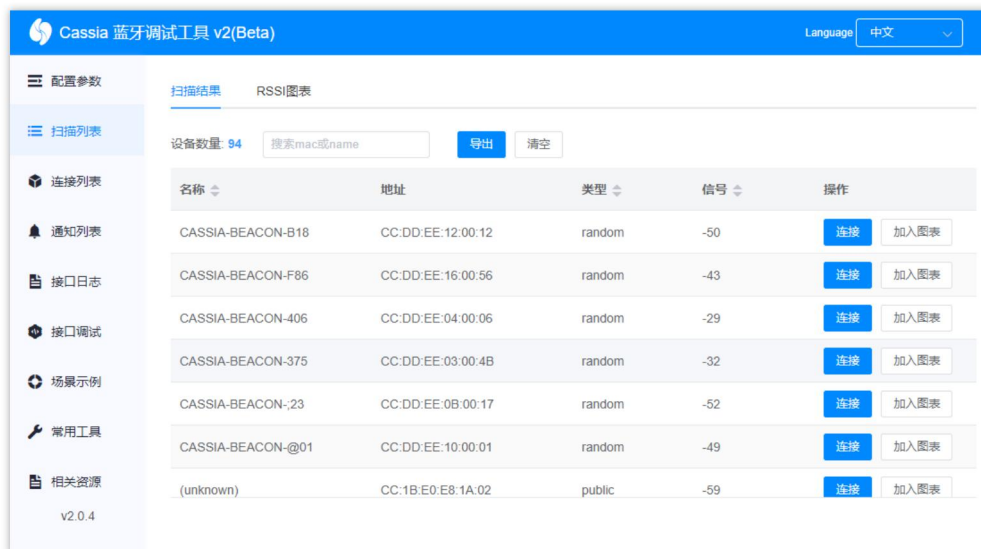 Cassia 蓝牙调试工具 v2(Beta)
Language 中文
配置参数
扫描列表
连接列表
通知列表
接口日志
接口调试
场景示例
常用工具
相关资源
v2.0.4
扫描结果 RSSI图表
设备数量: 94 搜索mac或name 导出 清空
名称 地址 类型 信号 操作
CASSIA-BEACON-B18 CC:DD:EE:12:00:12 random -50 连接 加入图表
CASSIA-BEACON-F86 CC:DD:EE:16:00:56 random -43 连接 加入图表
CASSIA-BEACON-406 CC:DD:EE:04:00:06 random -29 连接 加入图表
CASSIA-BEACON-375 CC:DD:EE:03:00:4B random -32 连接 加入图表
CASSIA-BEACON-;23 CC:DD:EE:0B:00:17 random -52 连接 加入图表
CASSIA-BEACON-@01 CC:DD:EE:10:00:01 random -49 连接 加入图表
(unknown) CC:1B:E0:E8:1A:02 public -59 连接 加入图表